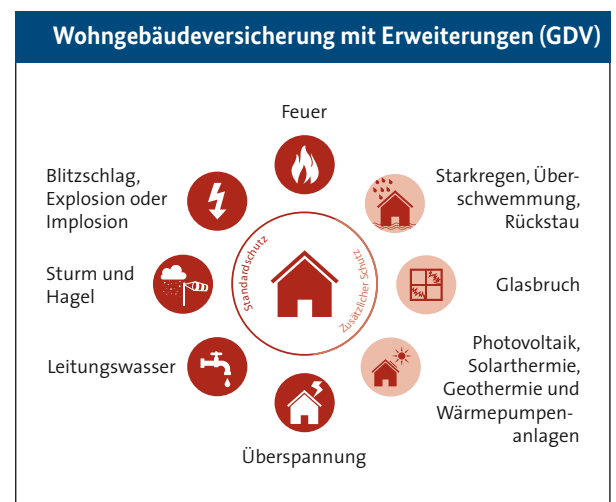 Wohngebäudeversicherung mit Erweiterungen (GDV)
Feuer
Blitzschlag,
Explosion oder
Implosion
Starkregen, Über-
schwemmung,
Rückstau
Standardschutz
Zusätzlicher Schutz
Sturm und
Hagel
Glasbruch
Leitungswasser
Photovoltaik,
Solarthermie,
Geothermie und
Wärmepumpen-
anlagen
Überspannung